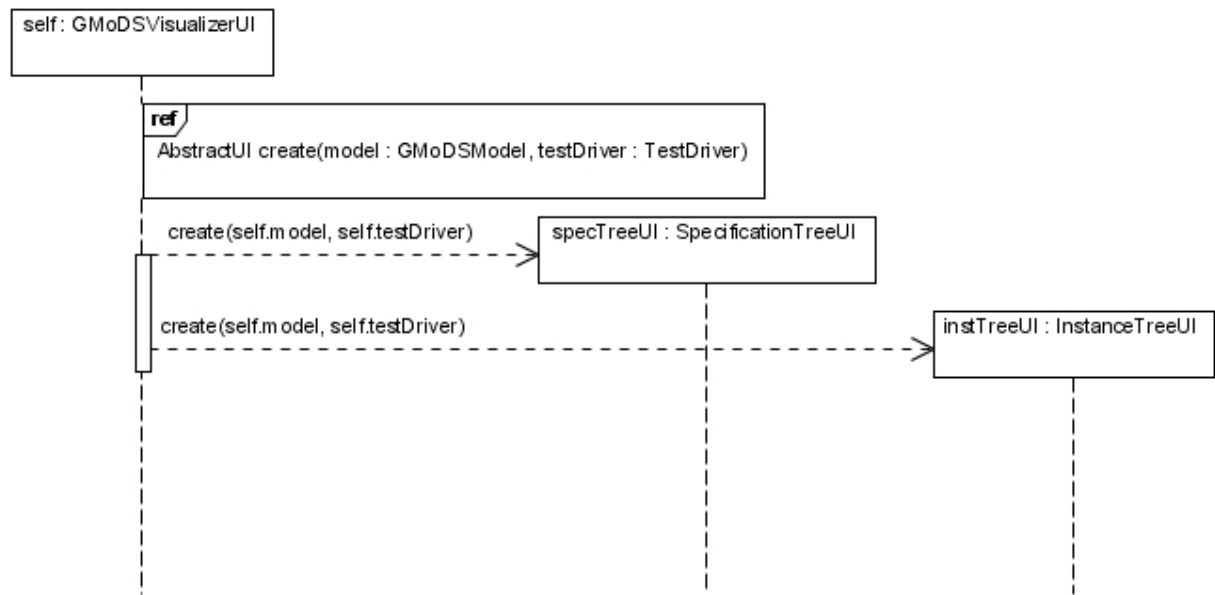 self : GMoDSVisualizerUI
ref
AbstractUI create(model : GMoDSModel, testDriver : TestDriver)
create(self.model, self.testDriver)
specTreeUI : SpecificationTreeUI
create(self.model, self.testDriver)
instTreeUI : InstanceTreeUI